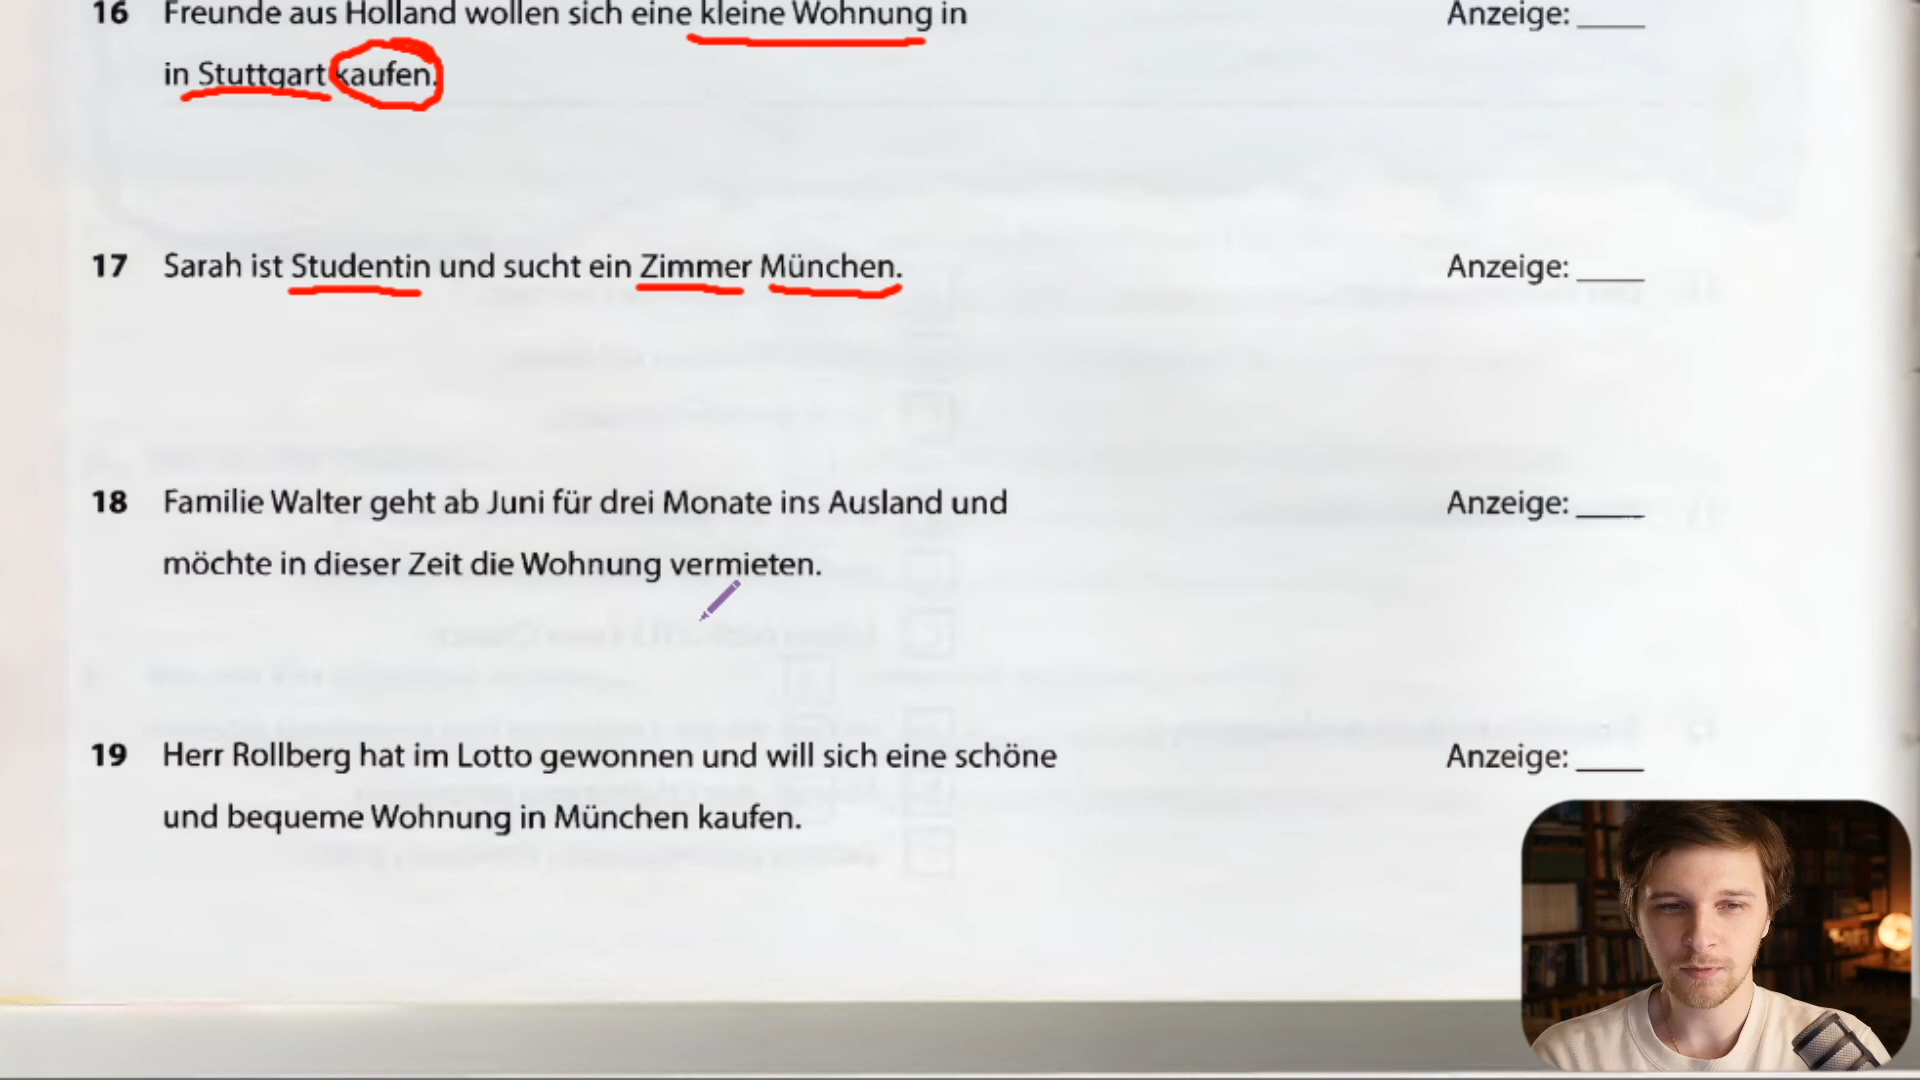 16 Freunde aus Holland wollen sich eine kleine Wohnung in
Anzeige: ____
in Stuttgart kaufen.
17 Sarah ist Studentin und sucht ein Zimmer München.
Anzeige: ____
18 Familie Walter geht ab Juni für drei Monate ins Ausland und
Anzeige: ____
möchte in dieser Zeit die Wohnung vermieten.
19 Herr Rollberg hat im Lotto gewonnen und will sich eine schöne
Anzeige: ____
und bequeme Wohnung in München kaufen.